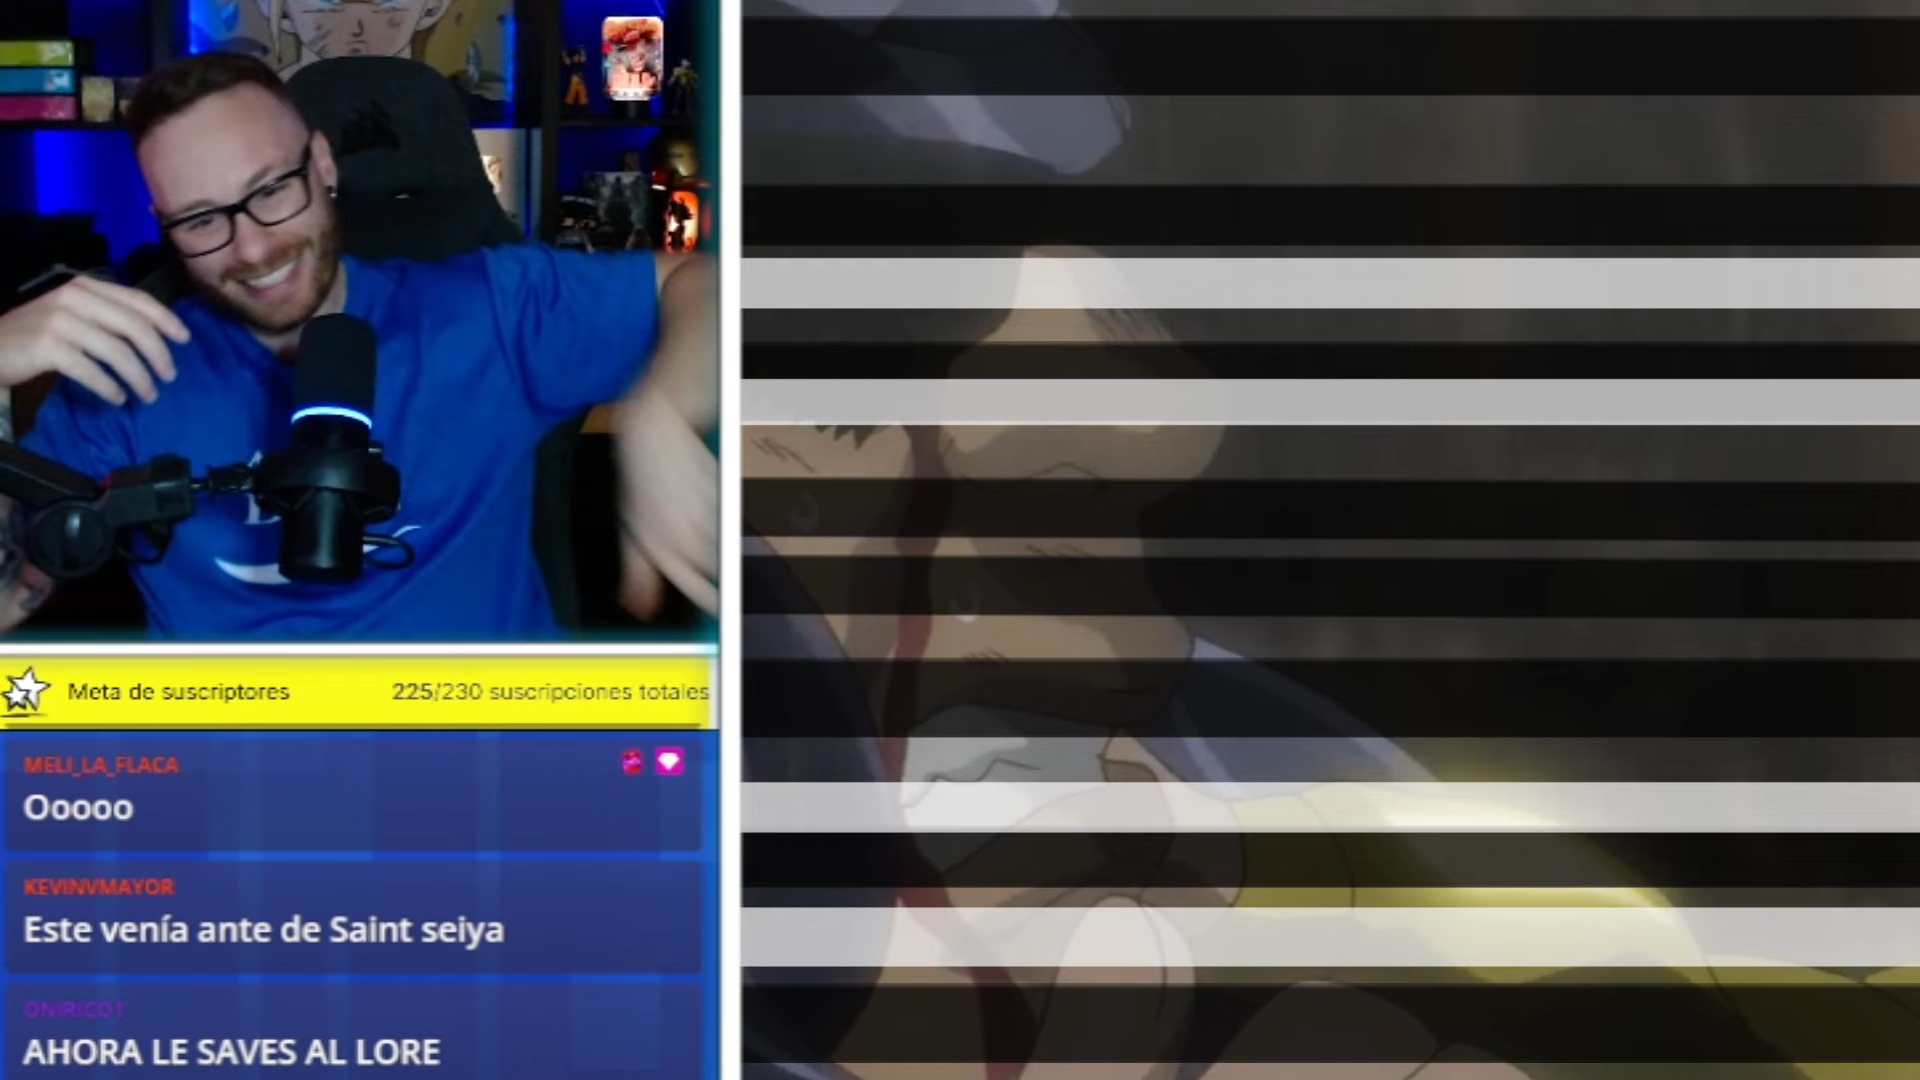 Meta de suscriptores 225/230 suscripciones totales
MELI_LA_FLACA
Ooooo
KEVINVMAYOR
Este venía ante de Saint seiya
ONIRICO1
AHORA LE SAVES AL LORE